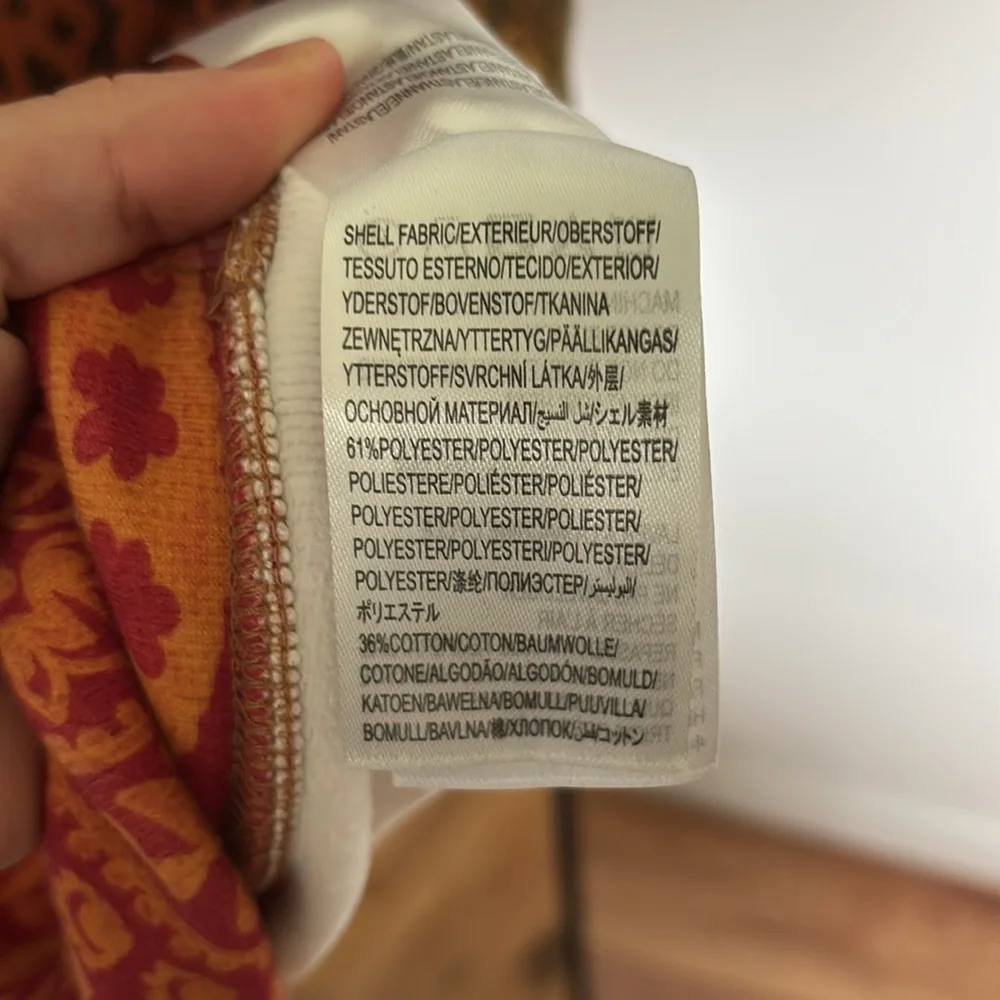 ELASTAN/
SHELL FABRIC/EXTERIEUR/OBERSTOFF/
TESSUTO ESTERNO/TECIDO/EXTERIOR/
YDERSTOF/BOVENSTOF/TKANINA
ZEWNĘTRZNA/YTTERTYG/PÄÄLLIKANGAS/
YTTERSTOFF/SVRCHNÍ LÁTKA/外层/
ОСНОВНОЙ МАТЕРИАЛ/شل النسيج/シェル素材
61%POLYESTER/POLYESTER/POLYESTER/
POLIESTERE/POLIÉSTER/POLIÉSTER/
POLYESTER/POLYESTER/POLIESTER/
POLYESTER/POLYESTERI/POLYESTER/
POLYESTER/涤纶/ПОЛИЭСТЕР/البوليستر/
ポリエステル
36%COTTON/COTON/BAUMWOLLE/
COTONE/ALGODÃO/ALGODÓN/BOMULD/
KATOEN/BAWELNA/BOMULL/PUUVILLA/
BOMULL/BAVLNA/棉/ХЛОПОК/قطن/コットン